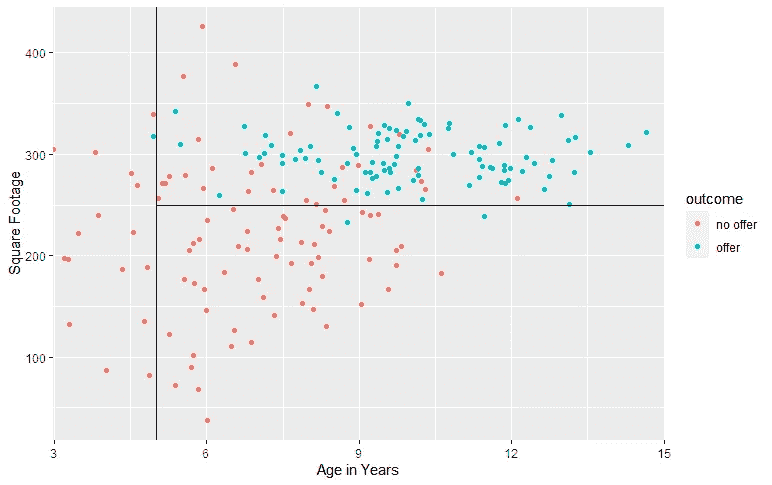 400
300
200
100
Square Footage
3 6 9 12 15
Age in Years
outcome
no offer
offer